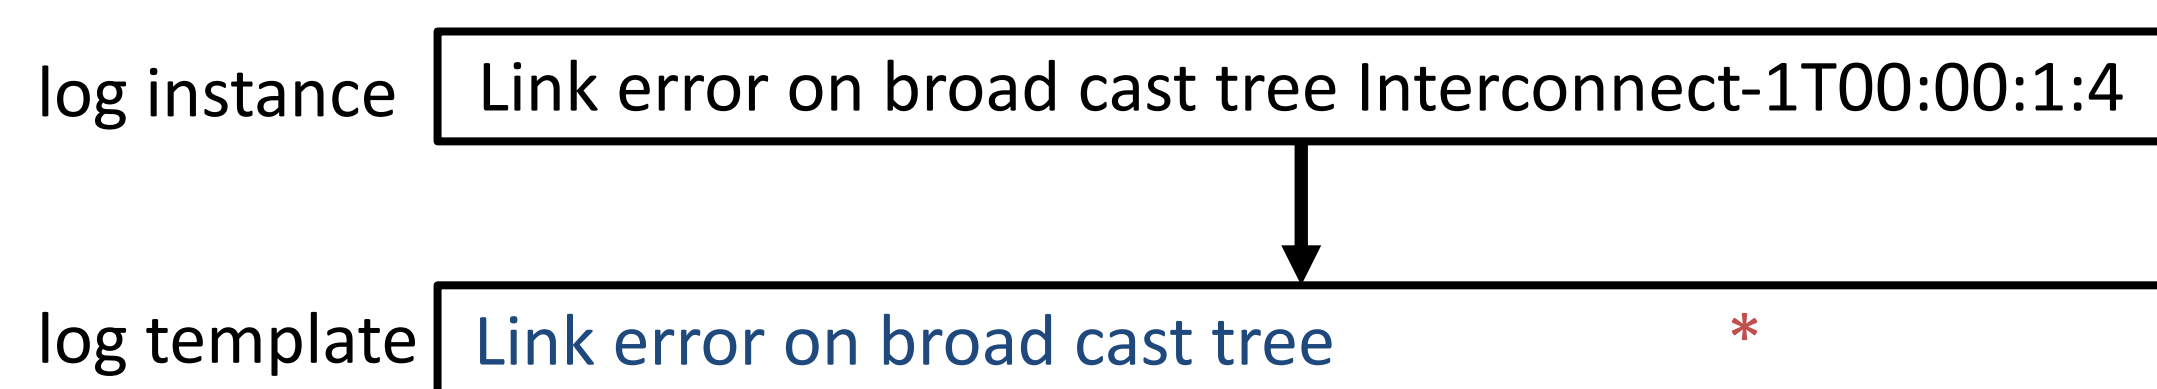 log instance Link error on broad cast tree Interconnect-1T00:00:1:4
log template Link error on broad cast tree *